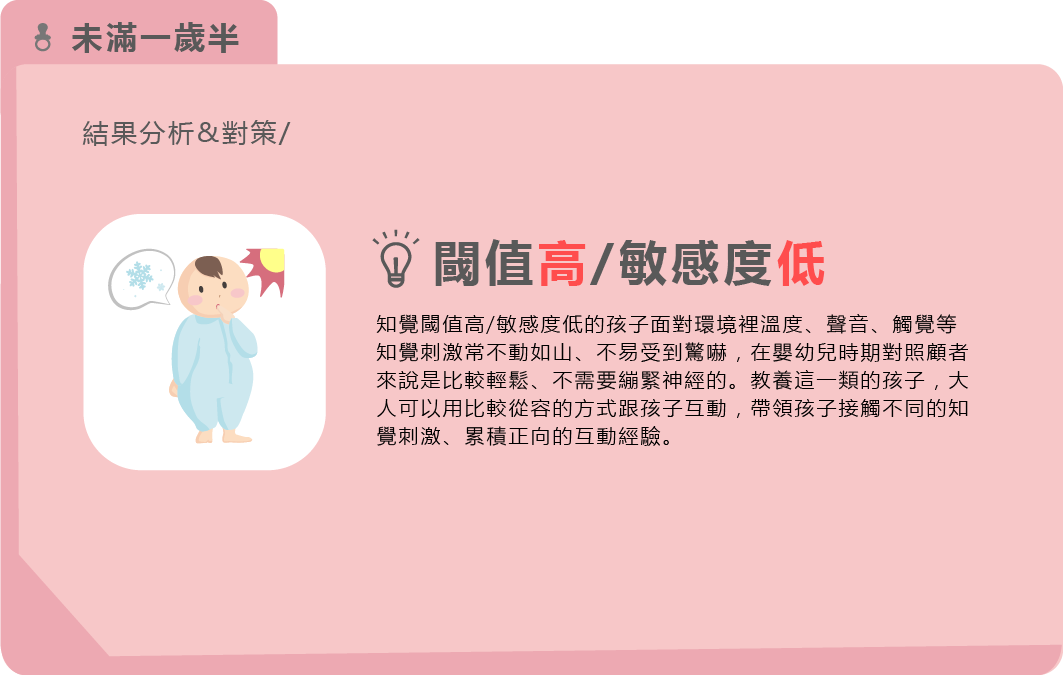 未滿一歲半
結果分析&對策/
閾值高/敏感度低
知覺閾值高/敏感度低的孩子面對環境裡溫度、聲音、觸覺等
知覺刺激常不動如山、不易受到驚嚇，在嬰幼兒時期對照顧者
來說是比較輕鬆、不需要繃緊神經的。教養這一類的孩子，大
人可以用比較從容的方式跟孩子互動，帶領孩子接觸不同的知
覺刺激、累積正向的互動經驗。